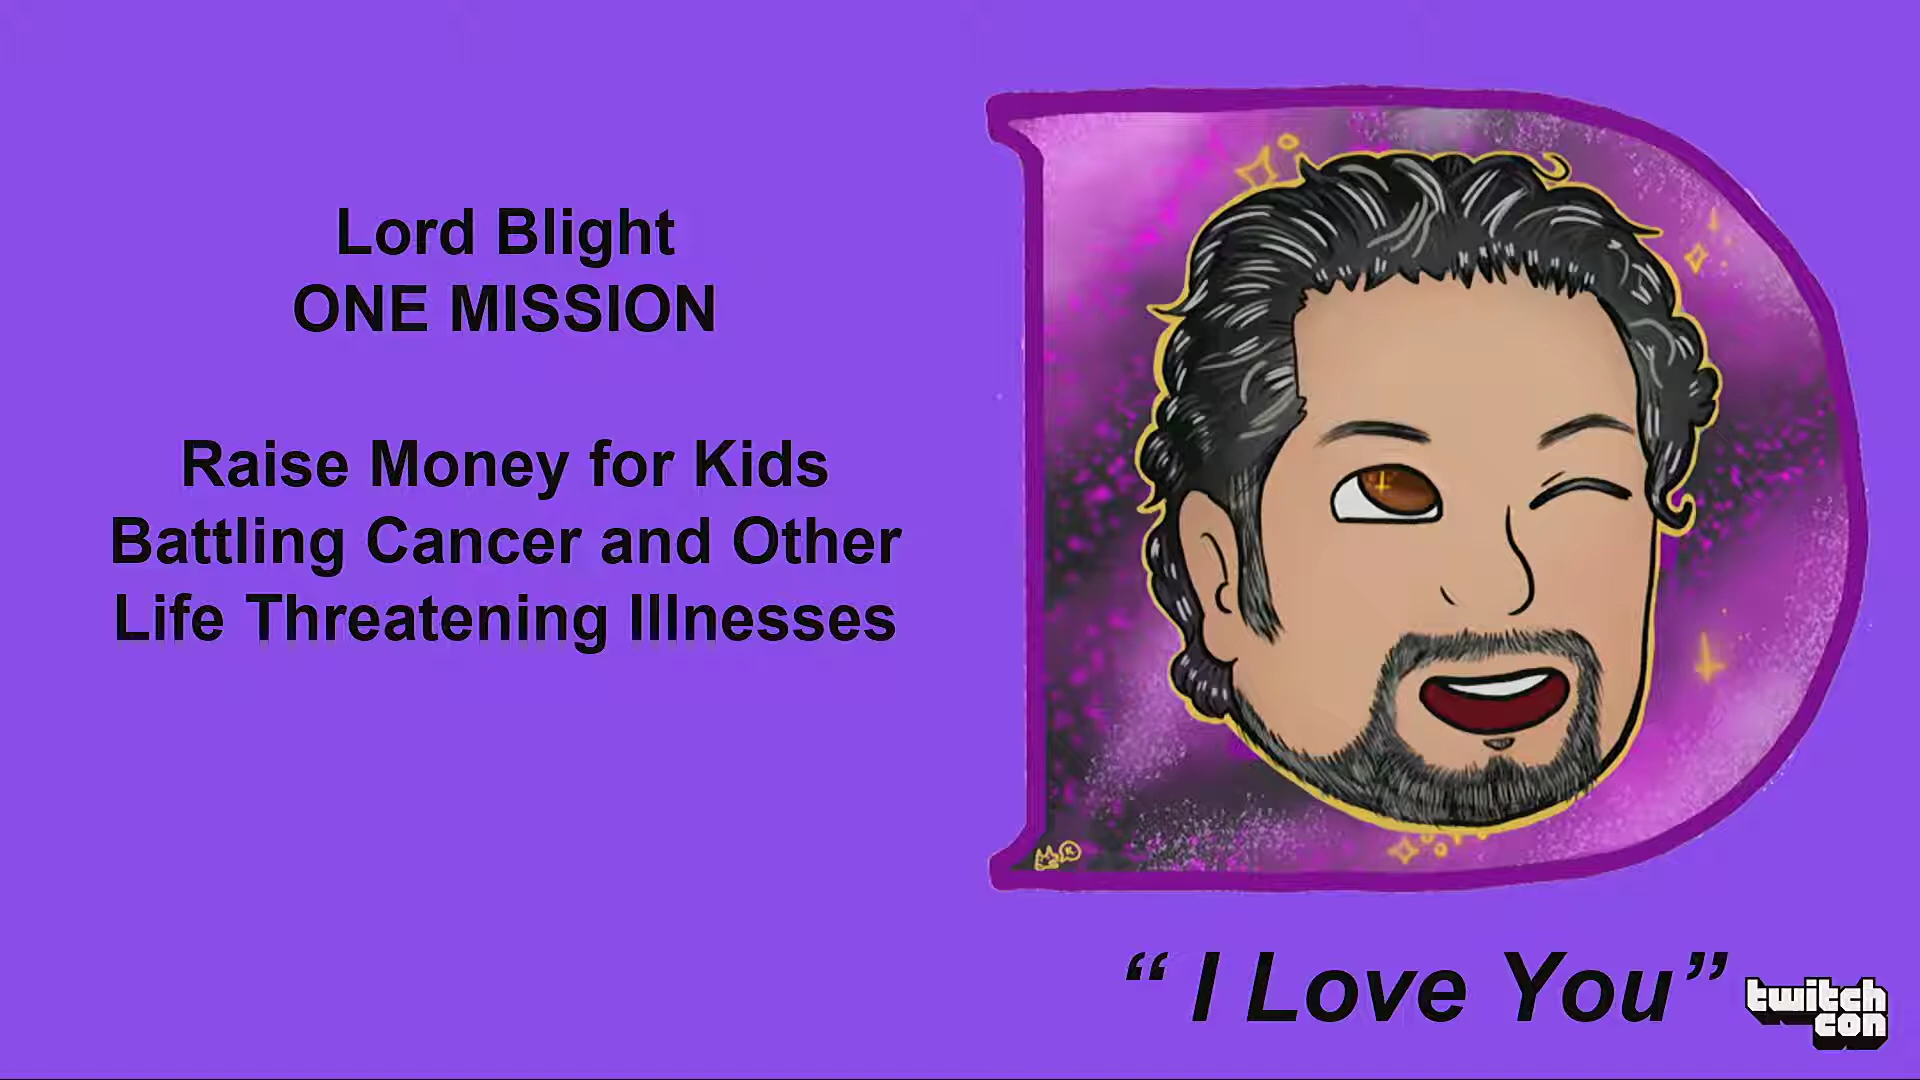 Lord Blight
ONE MISSION
Raise Money for Kids
Battling Cancer and Other
Life Threatening Illnesses
“ I Love You”
twitch
con